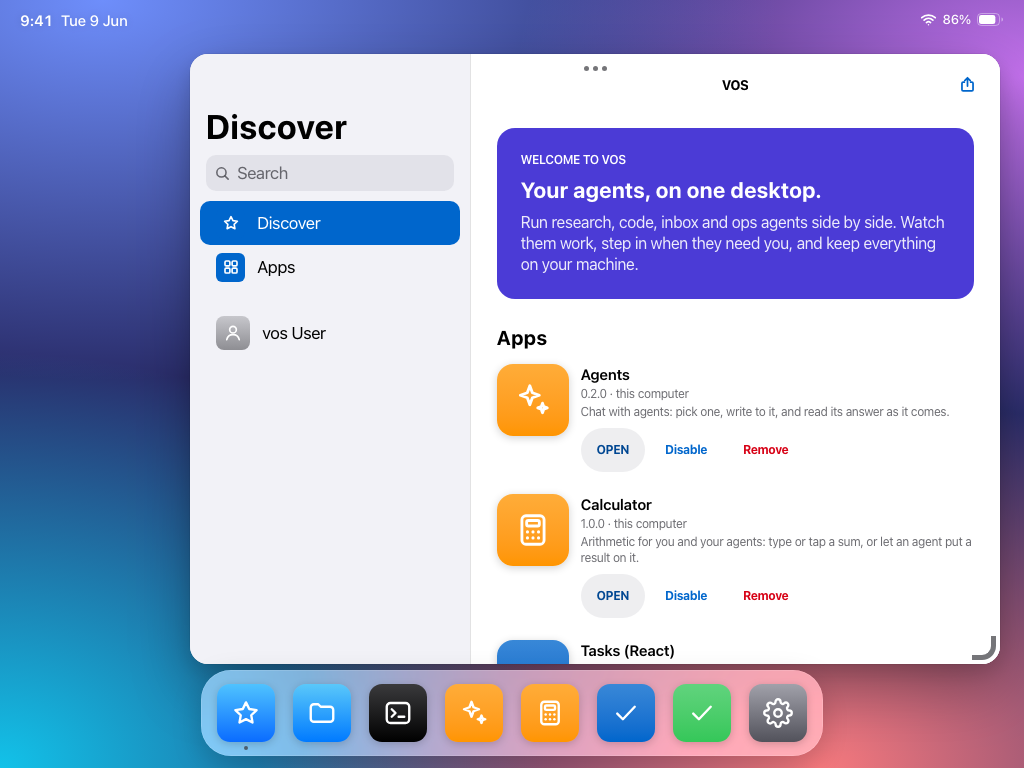 9:41 Tue 9 Jun
86%
Discover
Search
Discover
Apps
vos User
VOS
WELCOME TO VOS
Your agents, on one desktop.
Run research, code, inbox and ops agents side by side. Watch
them work, step in when they need you, and keep everything
on your machine.
Apps
Agents
0.2.0 · this computer
Chat with agents: pick one, write to it, and read its answer as it comes.
OPEN Disable Remove
Calculator
1.0.0 · this computer
Arithmetic for you and your agents: type or tap a sum, or let an agent put a
result on it.
OPEN Disable Remove
Tasks (React)